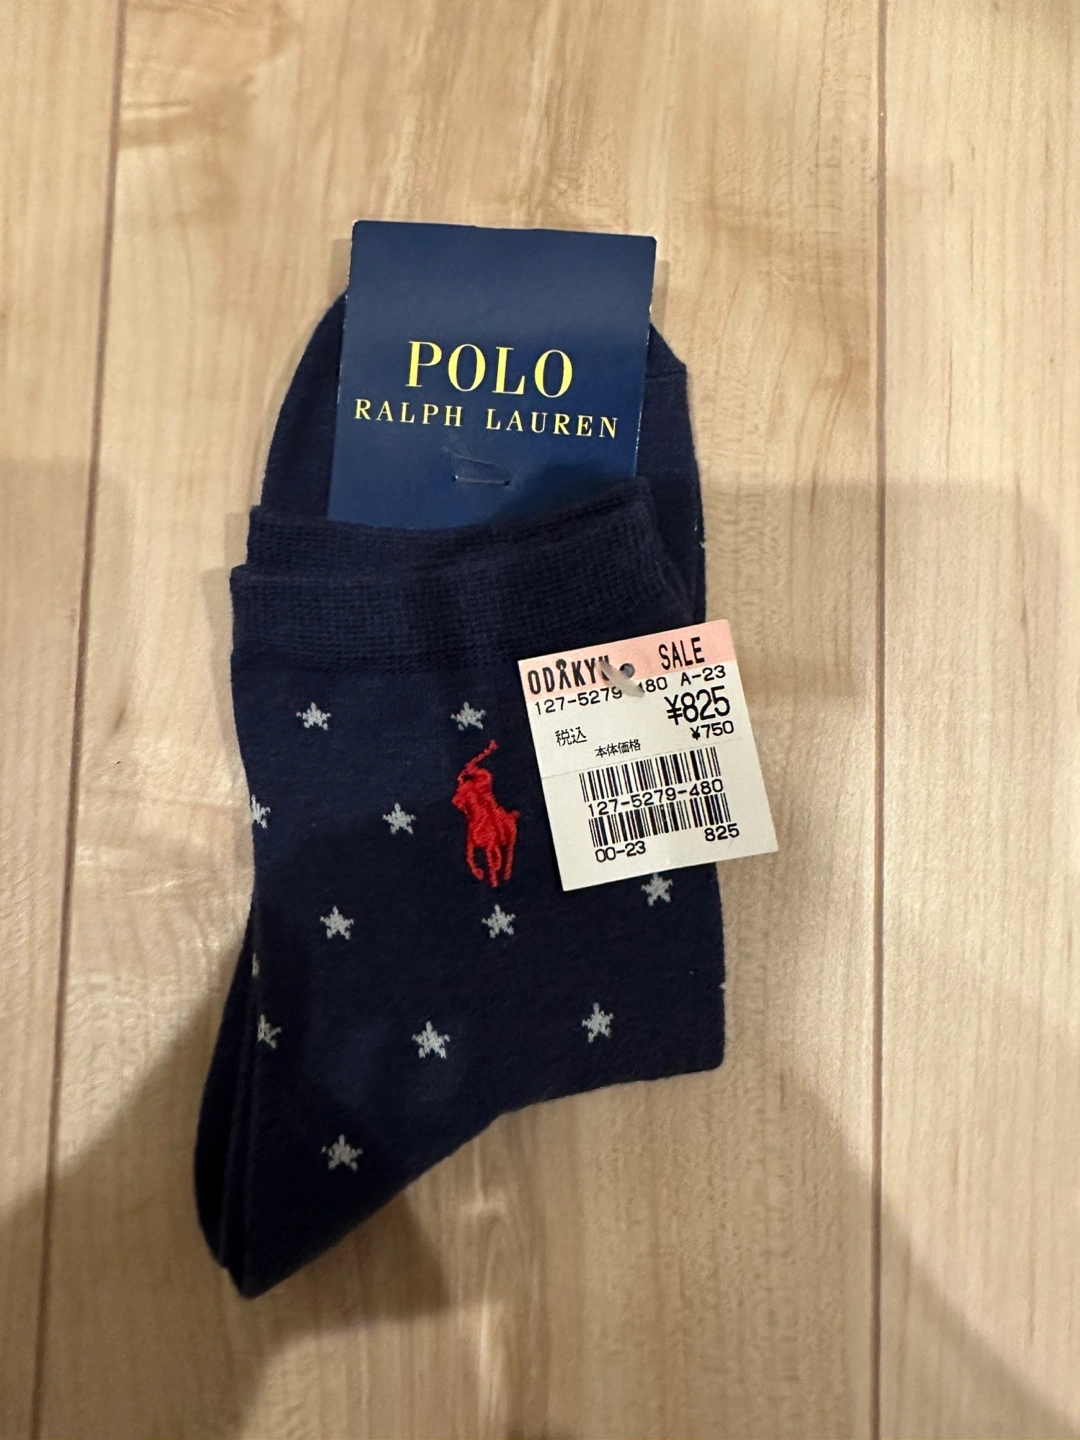 POLO
RALPH LAUREN
ODAKYU SALE
127-5279-480 A-23
¥825
税込
¥750
本体価格
127-5279-480
825
00-23